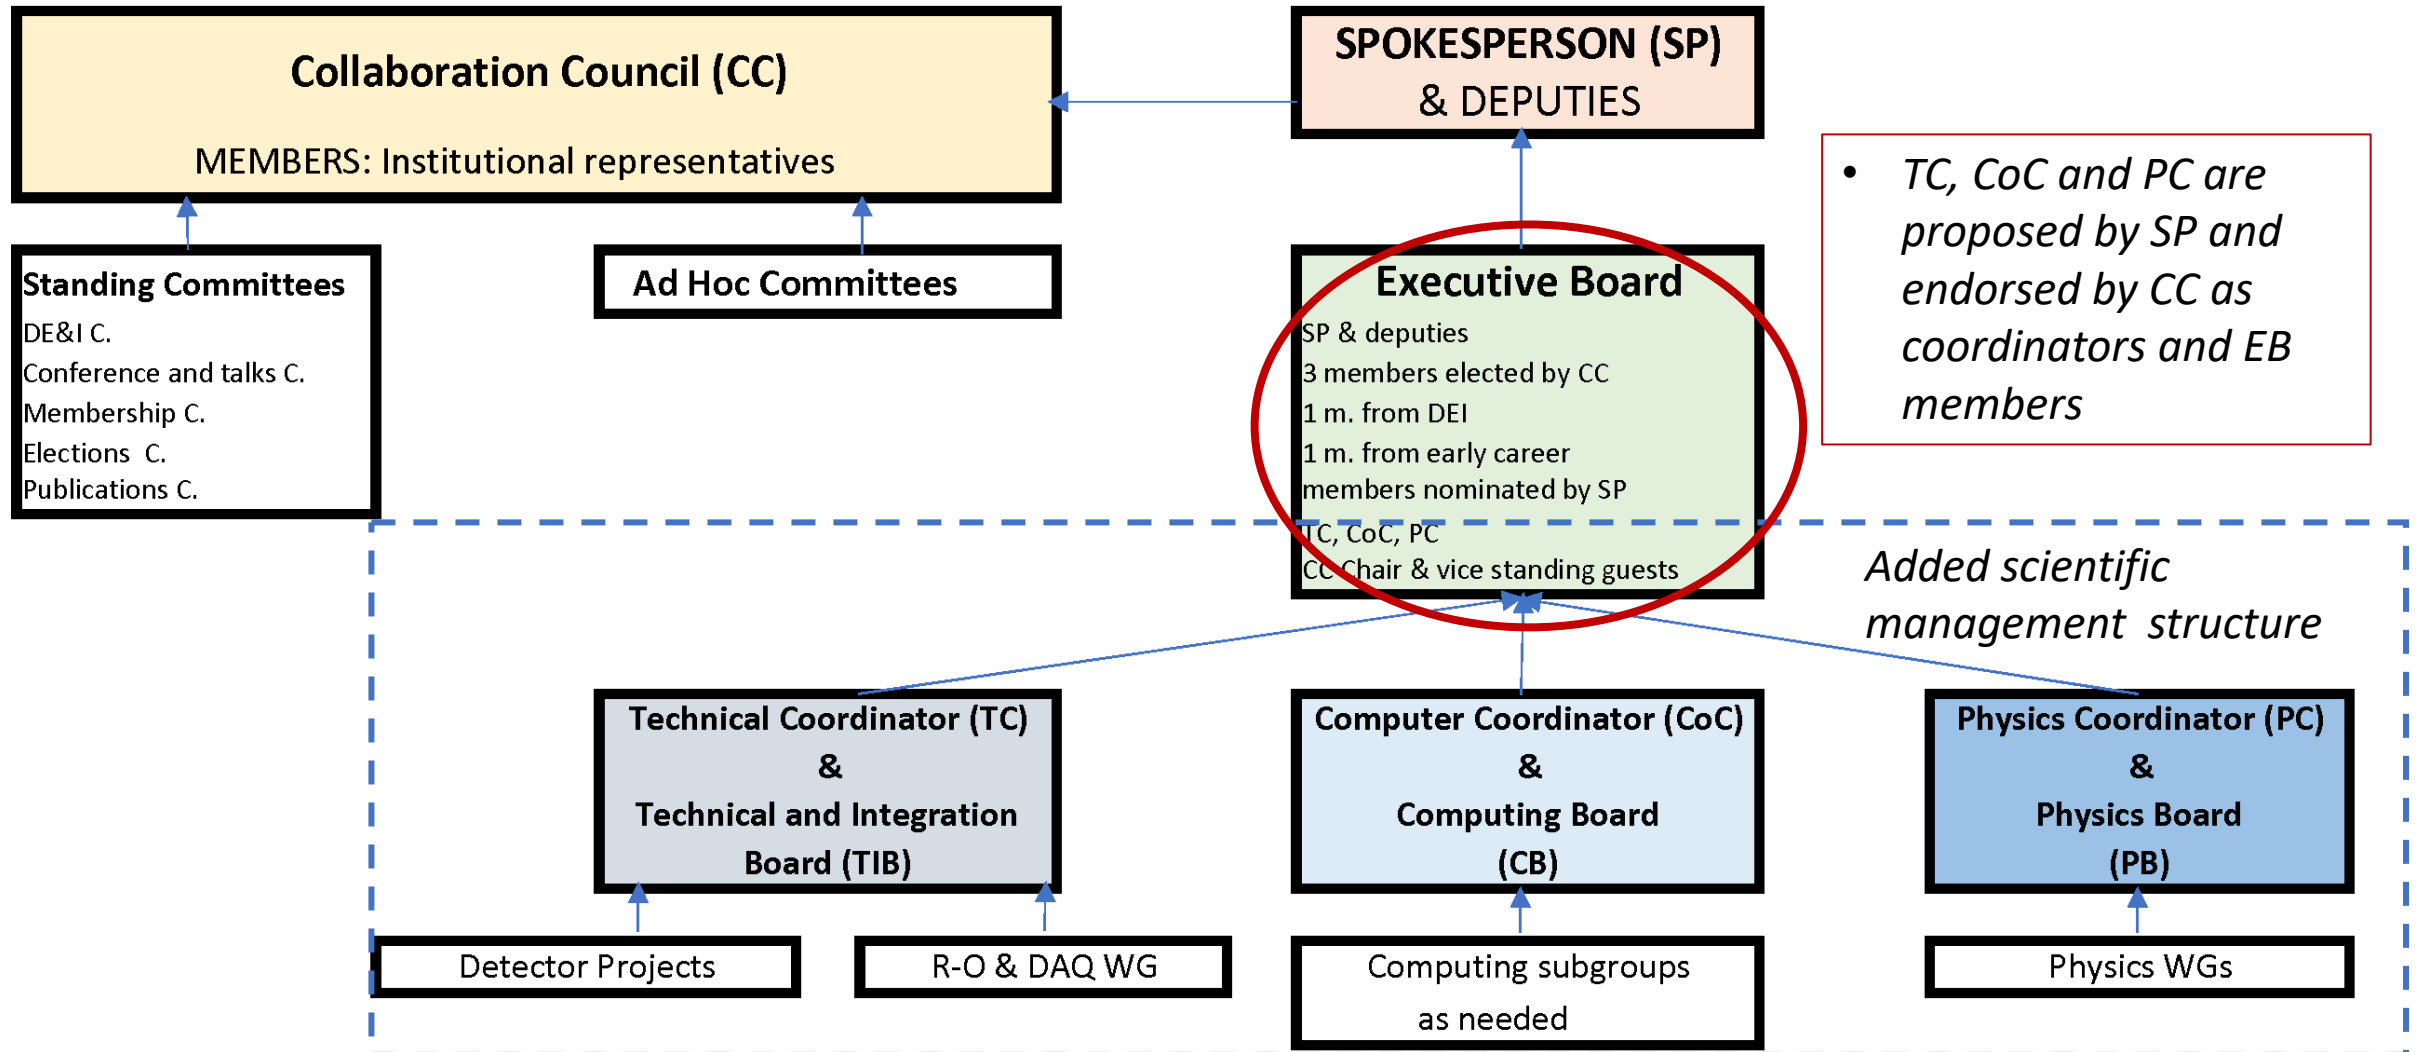 Collaboration Council (CC)
MEMBERS: Institutional representatives
SPOKESPERSON (SP)
& DEPUTIES
• TC, CoC and PC are
proposed by SP and
endorsed by CC as
coordinators and EB
members
Standing Committees
DE&I C.
Conference and talks C.
Membership C.
Elections C.
Publications C.
Ad Hoc Committees
Executive Board
SP & deputies
3 members elected by CC
1 m. from DEI
1 m. from early career
members nominated by SP
TC, CoC, PC
CC Chair & vice standing guests
Added scientific
management structure
Technical Coordinator (TC)
&
Technical and Integration
Board (TIB)
Computer Coordinator (CoC)
&
Computing Board
(CB)
Physics Coordinator (PC)
&
Physics Board
(PB)
Detector Projects
R-O & DAQ WG
Computing subgroups
as needed
Physics WGs